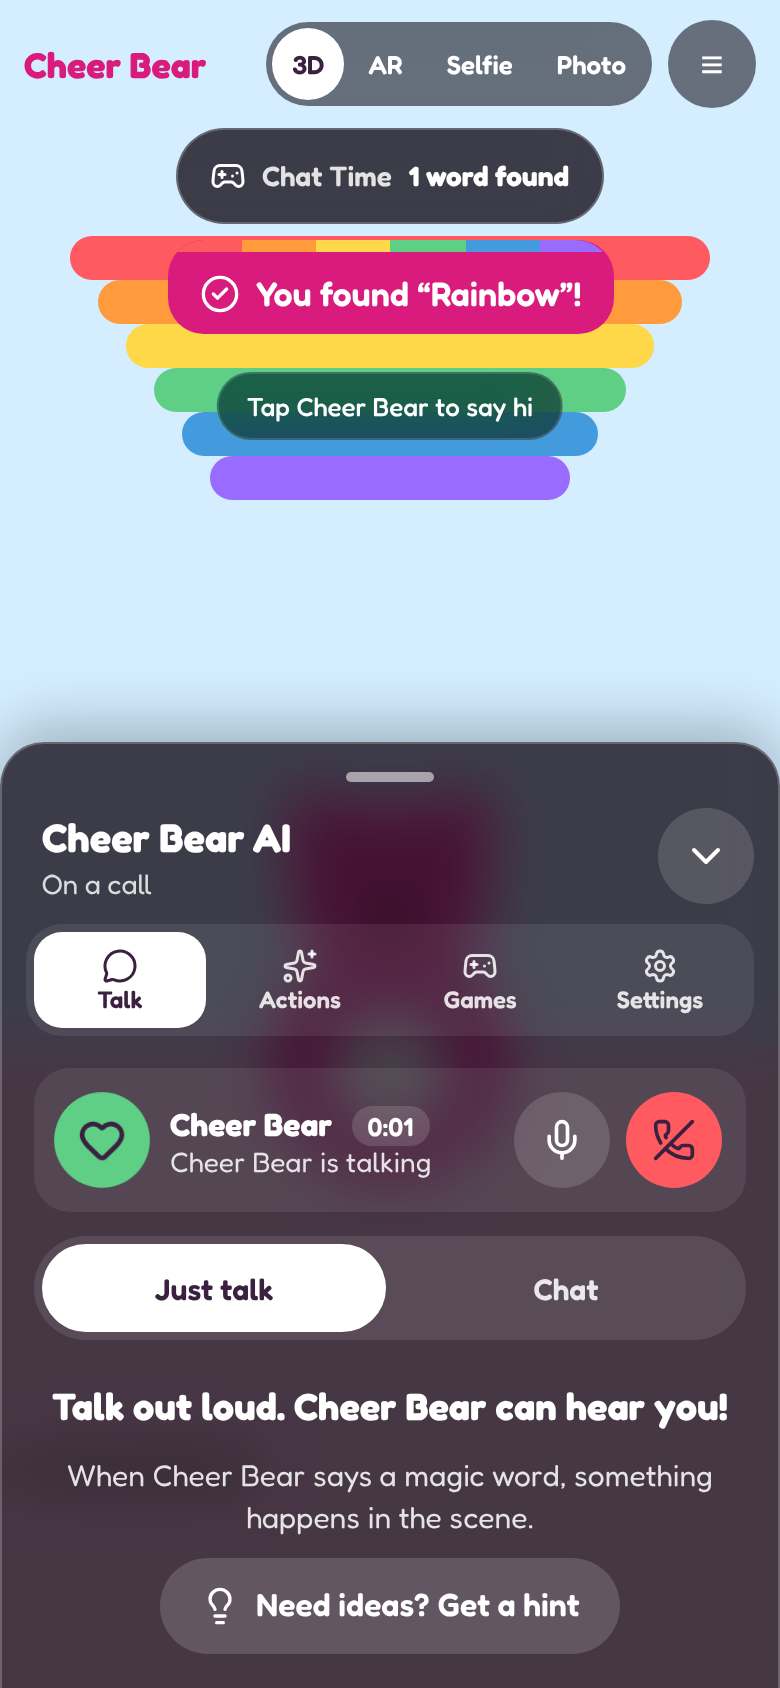 Cheer Bear
3D AR Selfie Photo
Chat Time 1 word found
You found “Rainbow”!
Tap Cheer Bear to say hi
Cheer Bear AI
On a call
Talk Actions Games Settings
Cheer Bear 0:01
Cheer Bear is talking
Just talk Chat
Talk out loud. Cheer Bear can hear you!
When Cheer Bear says a magic word, something
happens in the scene.
Need ideas? Get a hint